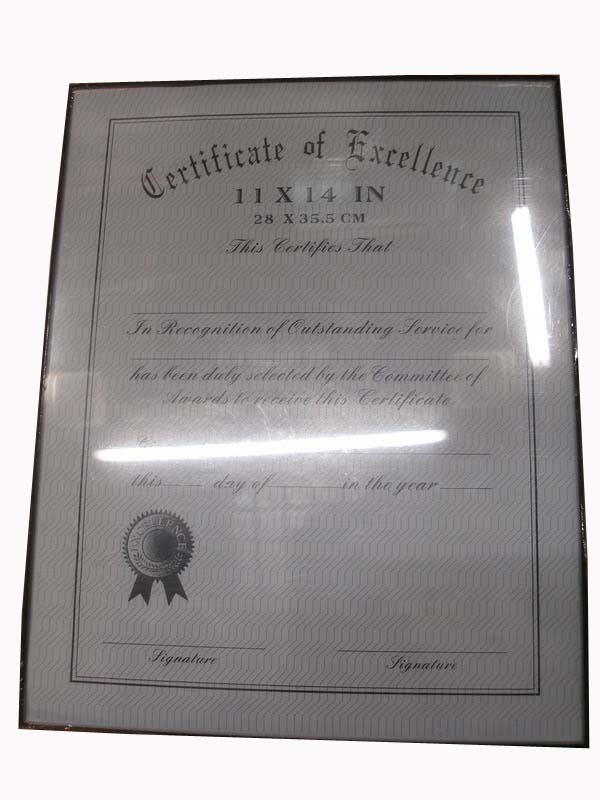 Certificate of Excellence
11 X 14 IN
28 X 35.5 CM
This Certifies That
In Recognition of Outstanding Service for
has been duly selected by the Committee of
Awards to receive this Certificate
this day of in the year
EXCELLENCE
Signature Signature